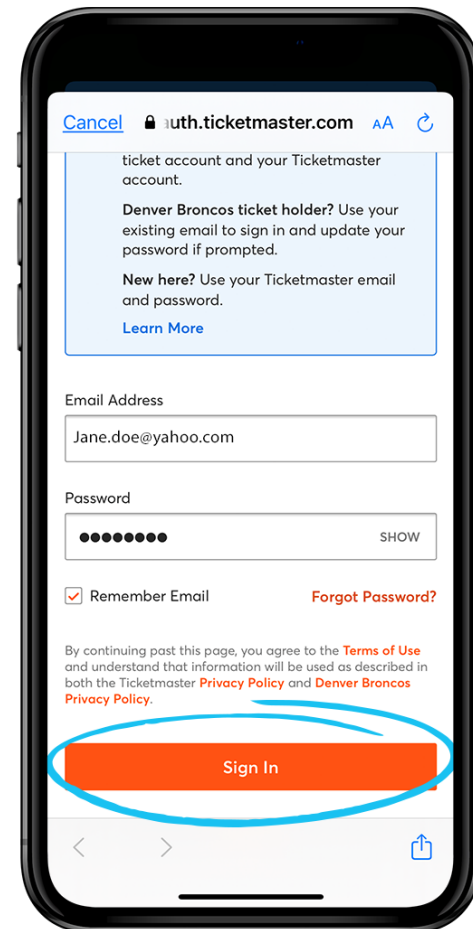 Cancel auth.ticketmaster.com AA
ticket account and your Ticketmaster
account.
Denver Broncos ticket holder? Use your
existing email to sign in and update your
password if prompted.
New here? Use your Ticketmaster email
and password.
Learn More
Email Address
Jane.doe@yahoo.com
Password
●●●●●●●● SHOW
Remember Email Forgot Password?
By continuing past this page, you agree to the Terms of Use
and understand that information will be used as described in
both the Ticketmaster Privacy Policy and Denver Broncos
Privacy Policy.
Sign In